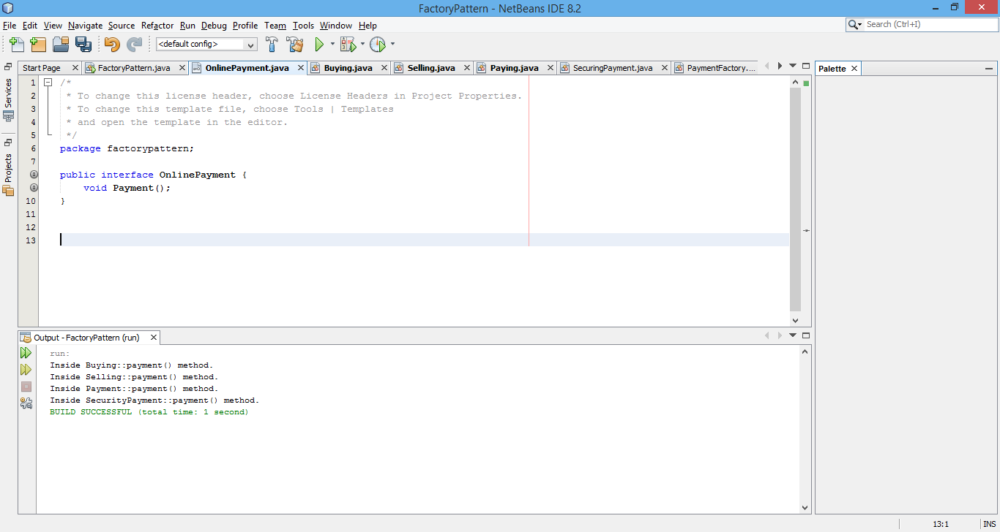 FactoryPattern - NetBeans IDE 8.2
File Edit View Navigate Source Refactor Run Debug Profile Team Tools Window Help
Search (Ctrl+I)
<default config>
Start Page FactoryPattern.java OnlinePayment.java Buying.java Selling.java Paying.java SecuringPayment.java PaymentFactory....
Palette
Services
Projects
1 /*
2 * To change this license header, choose License Headers in Project Properties.
3 * To change this template file, choose Tools | Templates
4 * and open the template in the editor.
5 */
6 package factorypattern;
7
public interface OnlinePayment {
void Payment();
10 }
11
12
13
Output - FactoryPattern (run)
run:
Inside Buying::payment() method.
Inside Selling::payment() method.
Inside Payment::payment() method.
Inside SecurityPayment::payment() method.
BUILD SUCCESSFUL (total time: 1 second)
13:1 INS